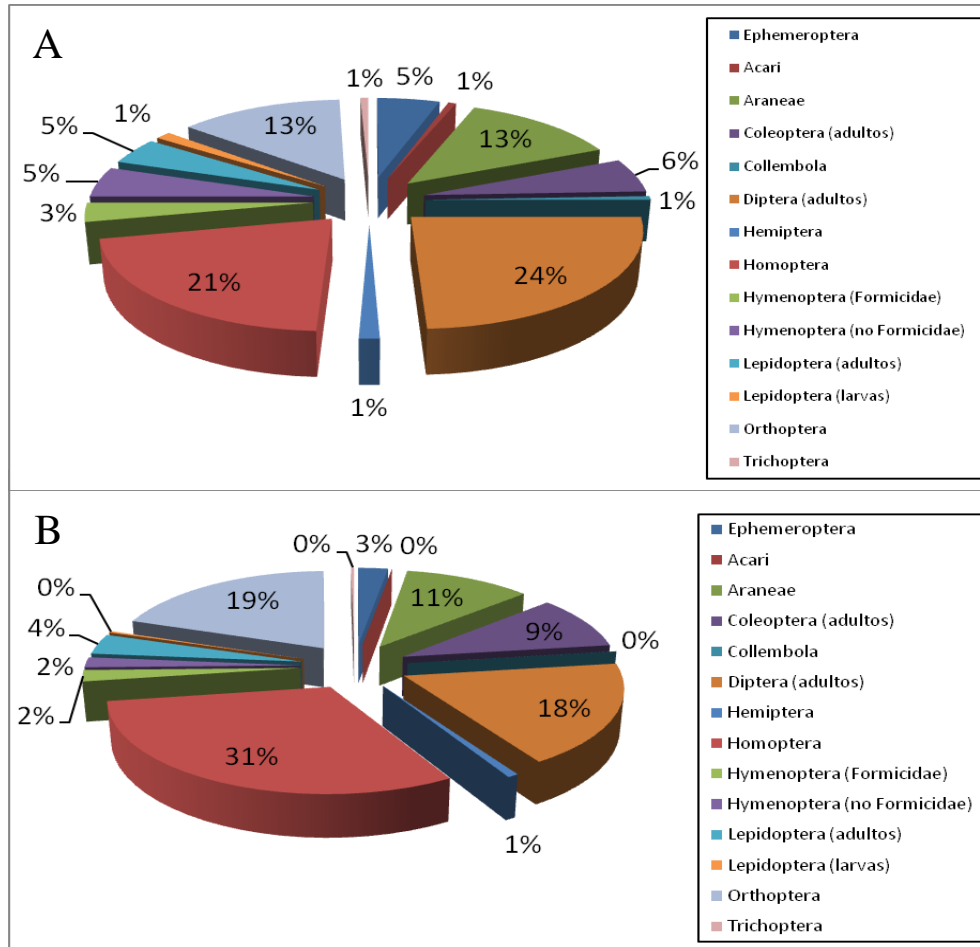 A
1%
5%
1%
13%
6%
1%
24%
1%
21%
3%
5%
5%
1%
13%
Ephemeroptera
Acari
Araneae
Coleoptera (adultos)
Collembola
Diptera (adultos)
Hemiptera
Homoptera
Hymenoptera (Formicidae)
Hymenoptera (no Formicidae)
Lepidoptera (adultos)
Lepidoptera (larvas)
Orthoptera
Trichoptera
B
0%
3%
0%
11%
9%
0%
18%
1%
31%
2%
2%
4%
0%
19%
Ephemeroptera
Acari
Araneae
Coleoptera (adultos)
Collembola
Diptera (adultos)
Hemiptera
Homoptera
Hymenoptera (Formicidae)
Hymenoptera (no Formicidae)
Lepidoptera (adultos)
Lepidoptera (larvas)
Orthoptera
Trichoptera